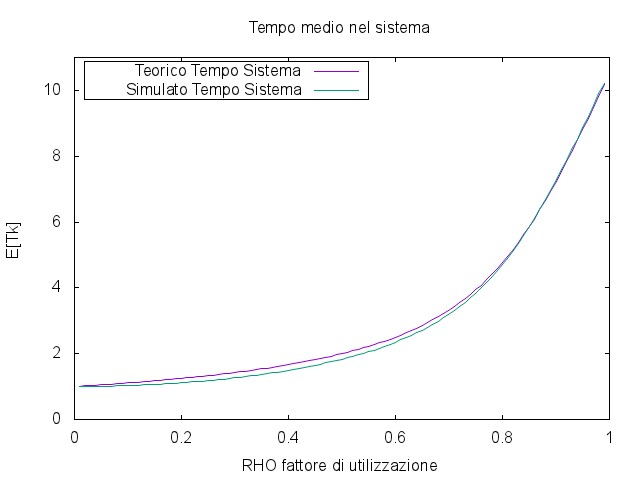 Tempo medio nel sistema
Teorico Tempo Sistema
Simulato Tempo Sistema
10
8
6
4
2
0
E[Tk]
0 0.2 0.4 0.6 0.8 1
RHO fattore di utilizzazione